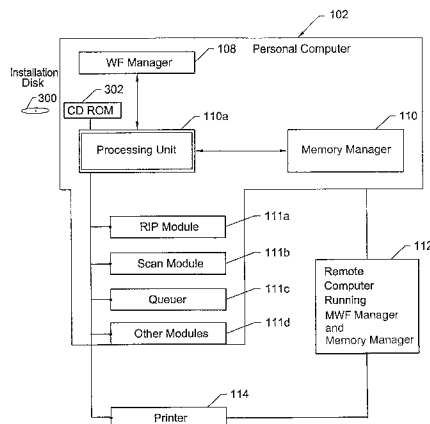 102
Personal Computer
WF Manager
108
Installation
Disk
300
302
CD ROM
110a
110
Processing Unit
Memory Manager
RIP Module
111a
Scan Module
111b
Queuer
111c
Other Modules
111d
112
Remote
Computer
Running
MWF Manager
and
Memory Manager
114
Printer